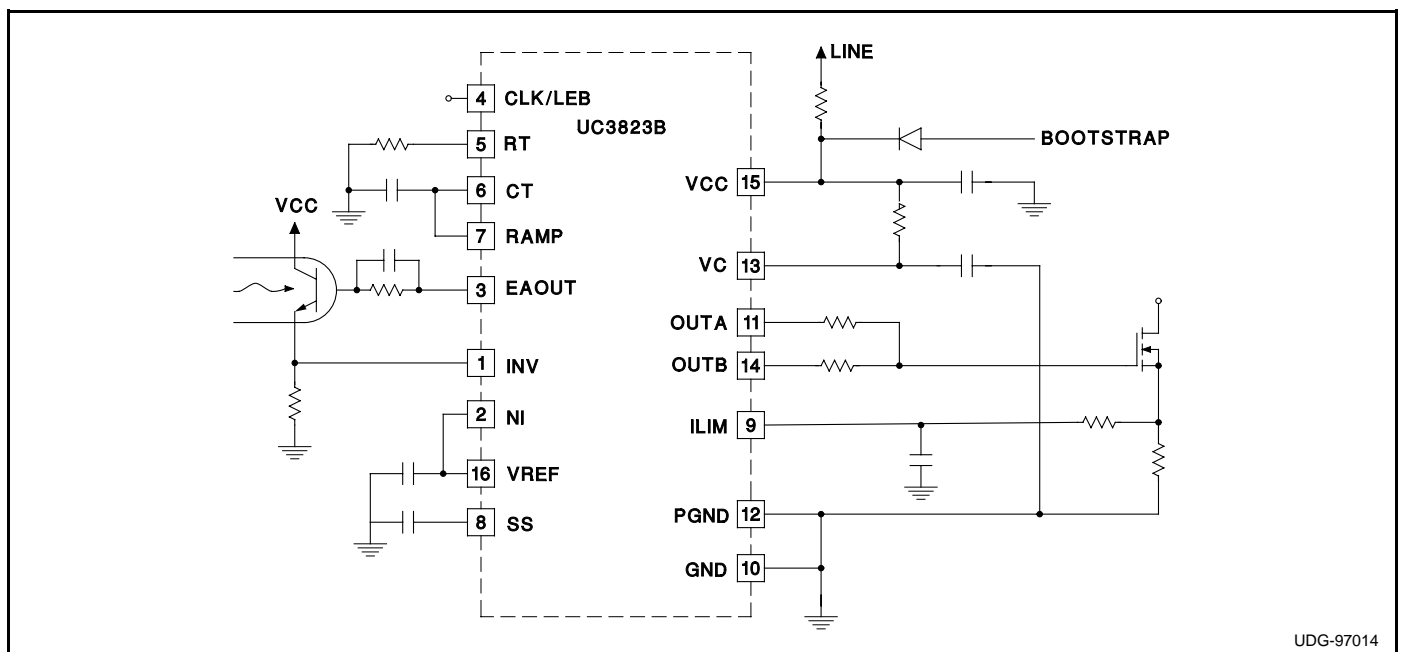 LINE
4 CLK/LEB
UC3823B
5 RT
BOOTSTRAP
6 CT
VCC 15
VCC
7 RAMP
VC 13
3 EAOUT
OUTA 11
1 INV
OUTB 14
2 NI
ILIM 9
16 VREF
8 SS
PGND 12
GND 10
UDG-97014